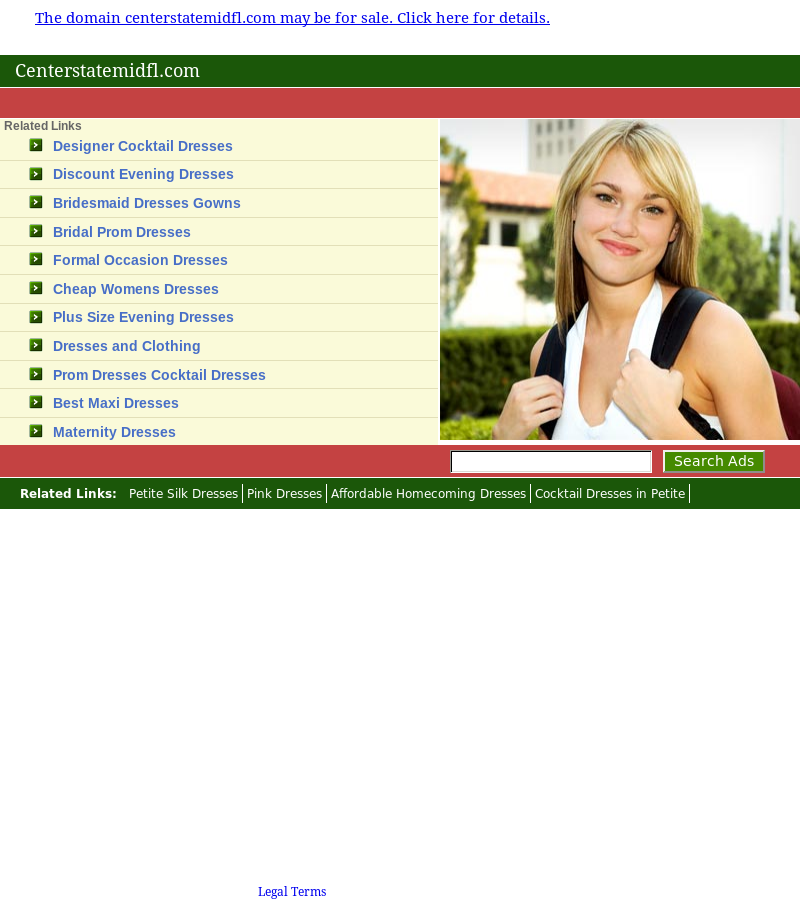 The domain centerstatemidfl.com may be for sale. Click here for details.
Centerstatemidfl.com
Related Links
Designer Cocktail Dresses
Discount Evening Dresses
Bridesmaid Dresses Gowns
Bridal Prom Dresses
Formal Occasion Dresses
Cheap Womens Dresses
Plus Size Evening Dresses
Dresses and Clothing
Prom Dresses Cocktail Dresses
Best Maxi Dresses
Maternity Dresses
Search Ads
Related Links: Petite Silk Dresses Pink Dresses Affordable Homecoming Dresses Cocktail Dresses in Petite
Legal Terms